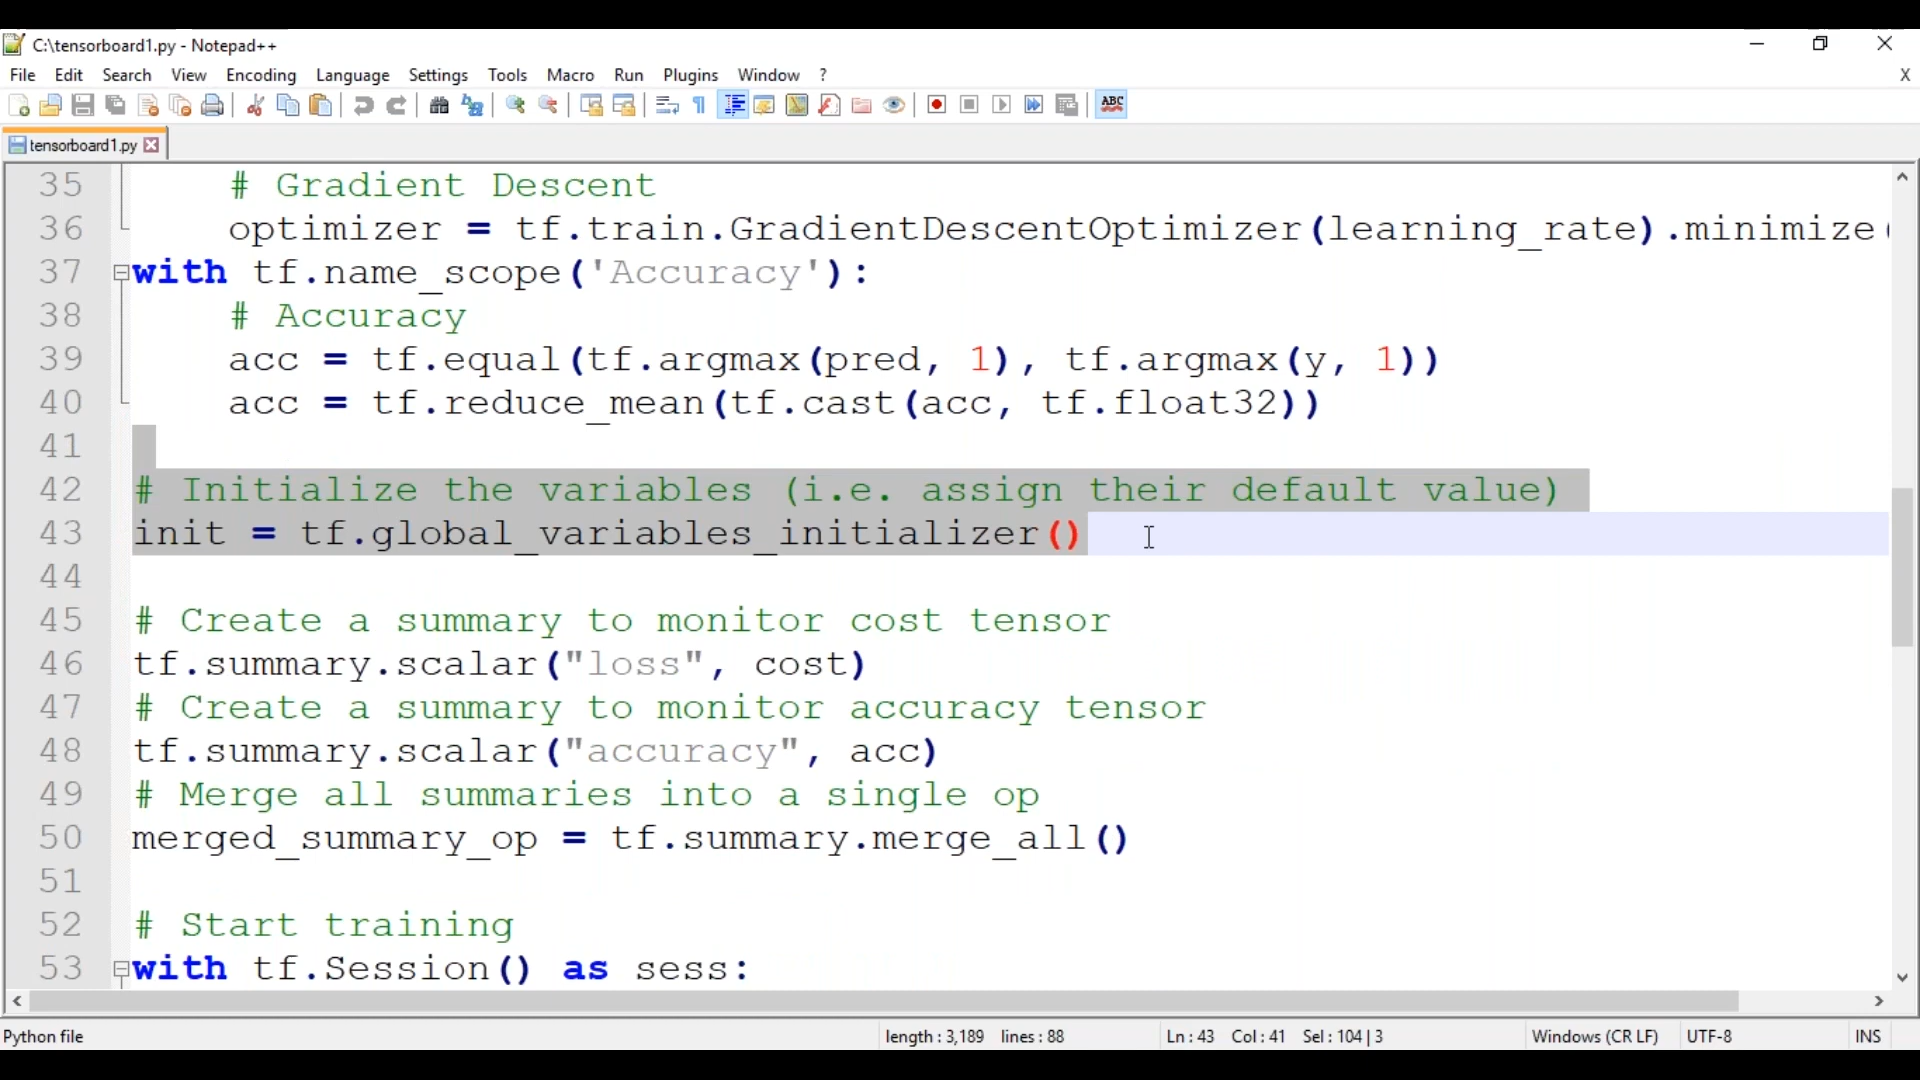 C:\tensorboard1.py - Notepad++
File Edit Search View Encoding Language Settings Tools Macro Run Plugins Window ? X
ABC
tensorboard1.py
35 # Gradient Descent
36 optimizer = tf.train.GradientDescentOptimizer(learning_rate).minimize(
37 with tf.name_scope('Accuracy'):
38 # Accuracy
39 acc = tf.equal(tf.argmax(pred, 1), tf.argmax(y, 1))
40 acc = tf.reduce_mean(tf.cast(acc, tf.float32))
41
42 # Initialize the variables (i.e. assign their default value)
43 init = tf.global_variables_initializer()
44
45 # Create a summary to monitor cost tensor
46 tf.summary.scalar("loss", cost)
47 # Create a summary to monitor accuracy tensor
48 tf.summary.scalar("accuracy", acc)
49 # Merge all summaries into a single op
50 merged_summary_op = tf.summary.merge_all()
51
52 # Start training
53 with tf.Session() as sess:
Python file length : 3,189 lines : 88 Ln : 43 Col : 41 Sel : 104 | 3 Windows (CR LF) UTF-8 INS